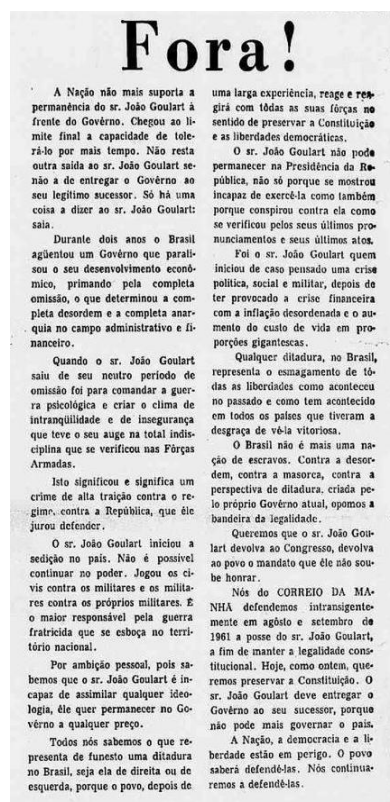 Fora!
A Nação não mais suporta a
permanência do sr. João Goulart à
frente do Govêrno. Chegou ao li-
mite final a capacidade de tole-
rá-lo por mais tempo. Não resta
outra saída ao sr. João Goulart se-
não a de entregar o Govêrno ao
seu legítimo sucessor. Só há uma
coisa a dizer ao sr. João Goulart:
saia.
Durante dois anos o Brasil
agüentou um Govêrno que parali-
sou o seu desenvolvimento econô-
mico, primando pela completa
omissão, o que determinou a com-
pleta desordem e a completa anar-
quia no campo administrativo e fi-
nanceiro.
Quando o sr. João Goulart
saiu de seu neutro período de
omissão foi para comandar a guer-
ra psicológica e criar o clima de
intranqüilidade e de insegurança
que teve o seu auge na total indis-
ciplina que se verificou nas Fôrças
Armadas.
Isto significou e significa um
crime de alta traição contra o re-
gime, contra a República, que êle
jurou defender.
O sr. João Goulart iniciou a
sedição no país. Não é possível
continuar no poder. Jogou os ci-
vis contra os militares e os milita-
res contra os próprios militares. É
o maior responsável pela guerra
fratricida que se esboça no terri-
tório nacional.
Por ambição pessoal, pois sa-
bemos que o sr. João Goulart é in-
capaz de assimilar qualquer ideo-
logia, êle quer permanecer no Go-
vêrno a qualquer preço.
Todos nós sabemos o que re-
presenta de funesto uma ditadura
no Brasil, seja ela de direita ou de
esquerda, porque o povo, depois de
uma larga experiência, reage e rea-
girá com tôdas as suas fôrças no
sentido de preservar a Constituição
e as liberdades democráticas.
O sr. João Goulart não pode
permanecer na Presidência da Re-
pública, não só porque se mostrou
incapaz de exercê-la como também
porque conspirou contra ela como
se verificou pelos seus últimos pro-
nunciamentos e seus últimos atos.
Foi o sr. João Goulart quem
iniciou de caso pensado uma crise
política, social e militar, depois de
ter provocado a crise financeira
com a inflação desordenada e o au-
mento do custo de vida em pro-
porções gigantescas.
Qualquer ditadura, no Brasil,
representa o esmagamento de tô-
das as liberdades como aconteceu
no passado e como tem acontecido
em todos os países que tiveram a
desgraça de vê-la vitoriosa.
O Brasil não é mais uma na-
ção de escravos. Contra a desor-
dem, contra a masorca, contra a
perspectiva de ditadura, criada pe-
lo próprio Govêrno atual, opomos a
bandeira da legalidade.
Queremos que o sr. João Gou-
lart devolva ao Congresso, devolva
ao povo o mandato que êle não sou-
be honrar.
Nós do CORREIO DA MA-
NHÃ defendemos intransigente-
mente em agôsto e setembro de
1961 a posse do sr. João Goulart,
a fim de manter a legalidade cons-
titucional. Hoje, como ontem, que-
remos preservar a Constituição. O
sr. João Goulart deve entregar o
Govêrno ao seu sucessor, porque
não pode mais governar o país.
A Nação, a democracia e a li-
berdade estão em perigo. O povo
saberá defendê-las. Nós continua-
remos a defendê-las.